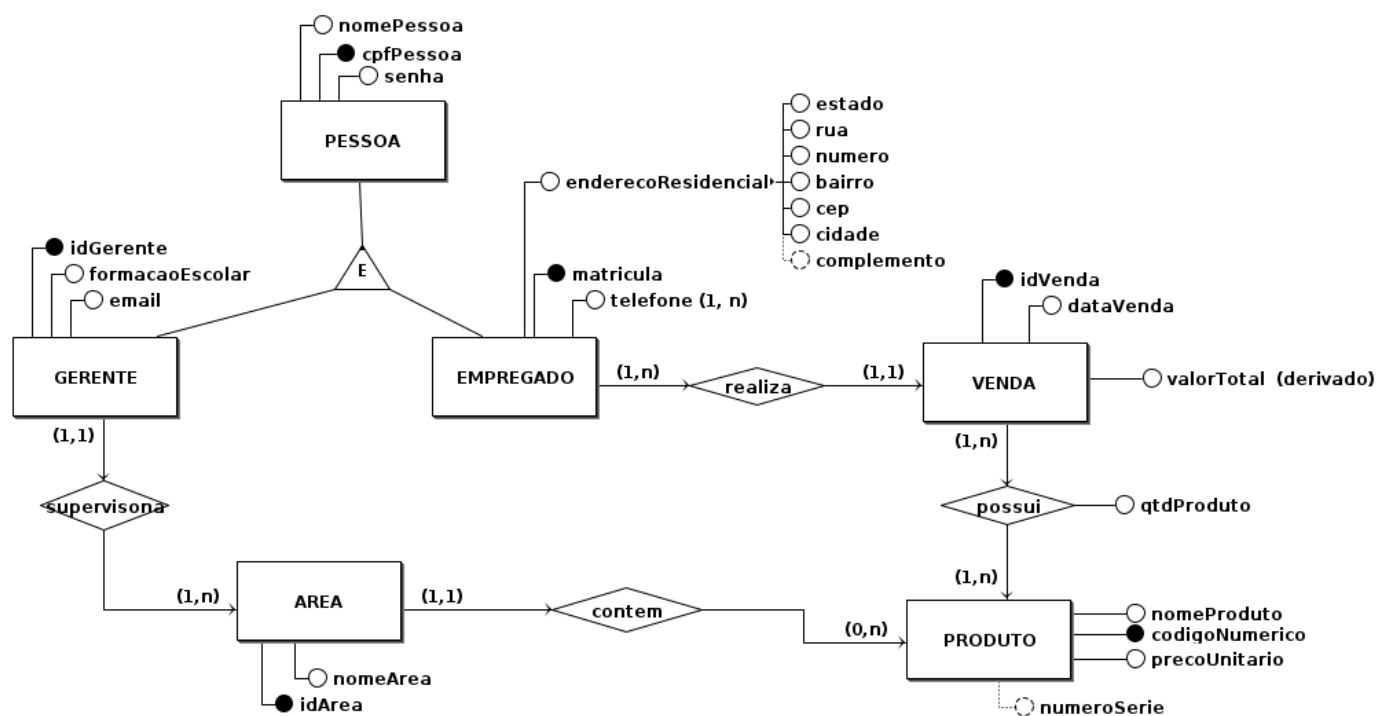 nomePessoa
cpfPessoa
senha
PESSOA
estado
rua
numero
enderecoResidencial
bairro
cep
cidade
complemento
E
idGerente
formacaoEscolar
email
matricula
telefone (1, n)
idVenda
dataVenda
GERENTE
EMPREGADO
(1,n)
realiza
(1,1)
VENDA
valorTotal (derivado)
(1,1)
(1,n)
supervisona
possui
qtdProduto
(1,n)
(1,n)
AREA
(1,1)
contem
(0,n)
PRODUTO
nomeProduto
codigoNumerico
precoUnitario
nomeArea
idArea
numeroSerie